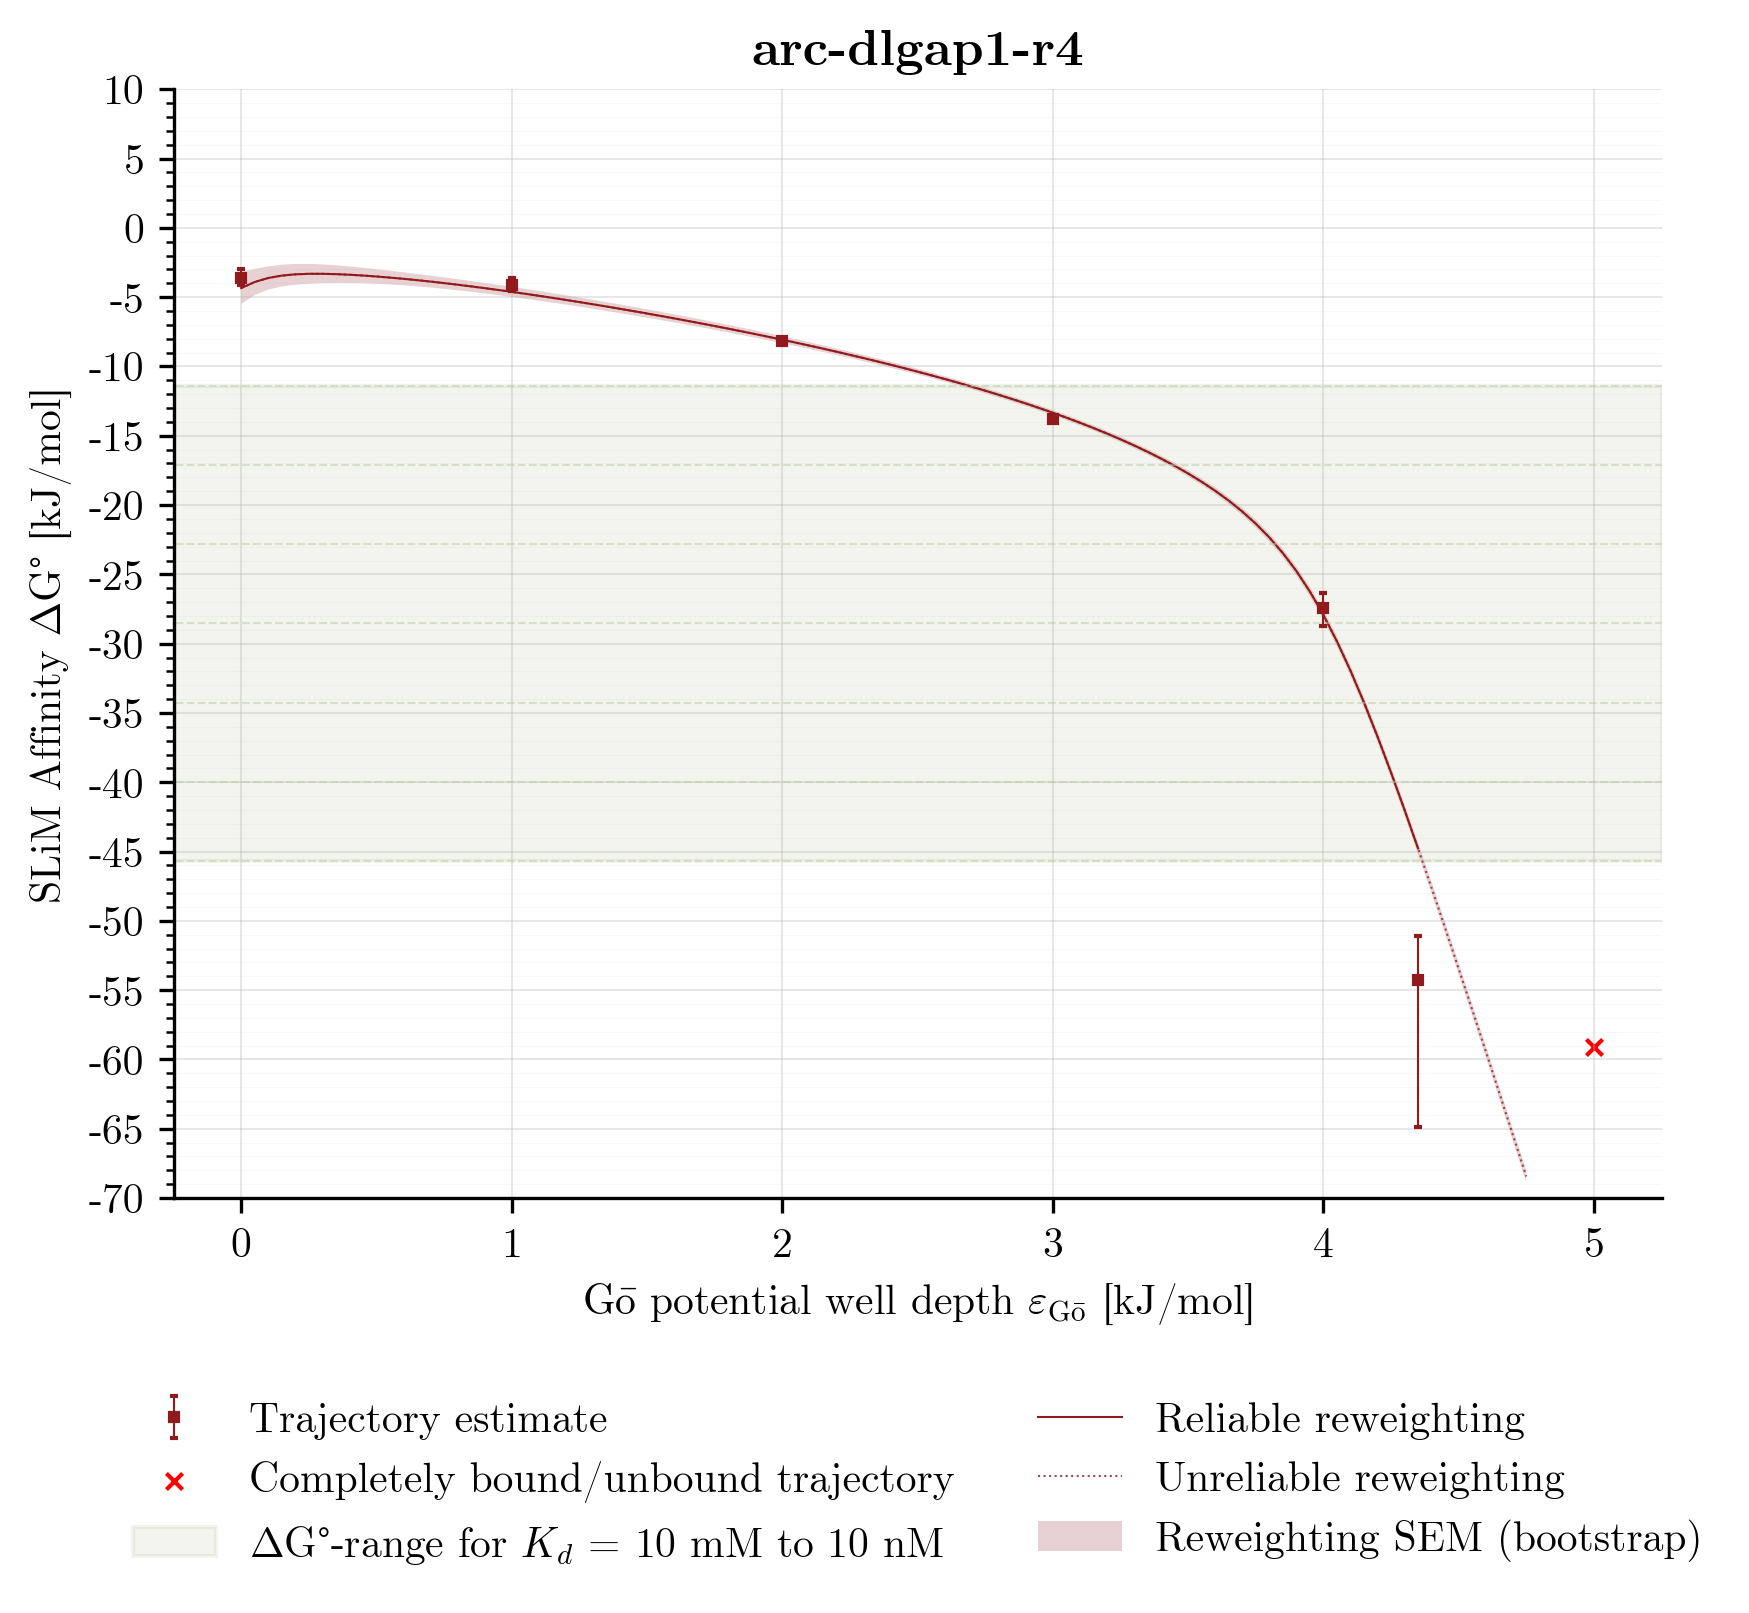 arc-dlgap1-r4
10
5
0
-5
-10
-15
-20
-25
-30
-35
-40
-45
-50
-55
-60
-65
-70
SLiM Affinity ΔG° [kJ/mol]
0 1 2 3 4 5
Gō potential well depth ε_Gō [kJ/mol]
Trajectory estimate
Completely bound/unbound trajectory
ΔG°-range for K_d = 10 mM to 10 nM
Reliable reweighting
Unreliable reweighting
Reweighting SEM (bootstrap)